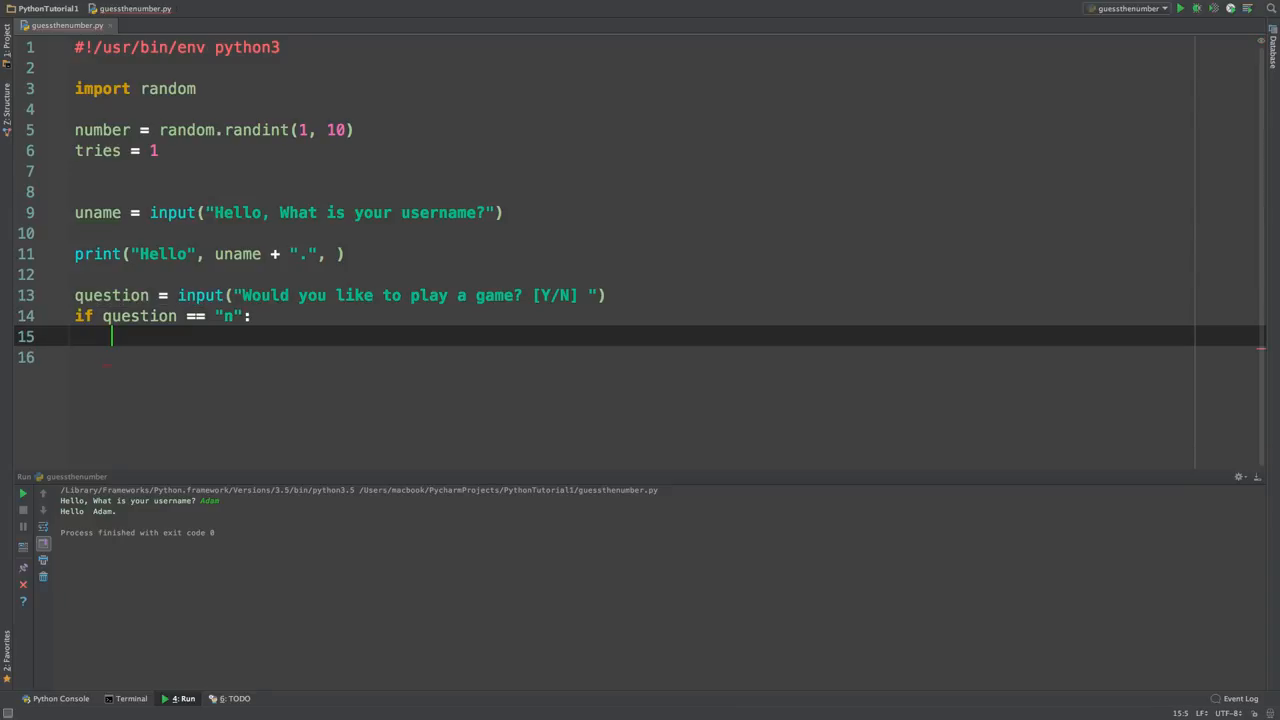 PythonTutorial1 guessthenumber.py guessthenumber
guessthenumber.py
1: Project
Z: Structure
2: Favorites
Database
1 #!/usr/bin/env python3
2
3 import random
4
5 number = random.randint(1, 10)
6 tries = 1
7
8
9 uname = input("Hello, What is your username?")
10
11 print("Hello", uname + ".", )
12
13 question = input("Would you like to play a game? [Y/N] ")
14 if question == "n":
15
16
Run guessthenumber
/Library/Frameworks/Python.framework/Versions/3.5/bin/python3.5 /Users/macbook/PycharmProjects/PythonTutorial1/guessthenumber.py
Hello, What is your username? Adam
Hello  Adam.
Process finished with exit code 0
Python Console Terminal 4: Run 6: TODO Event Log
15:5 LF÷ UTF-8÷